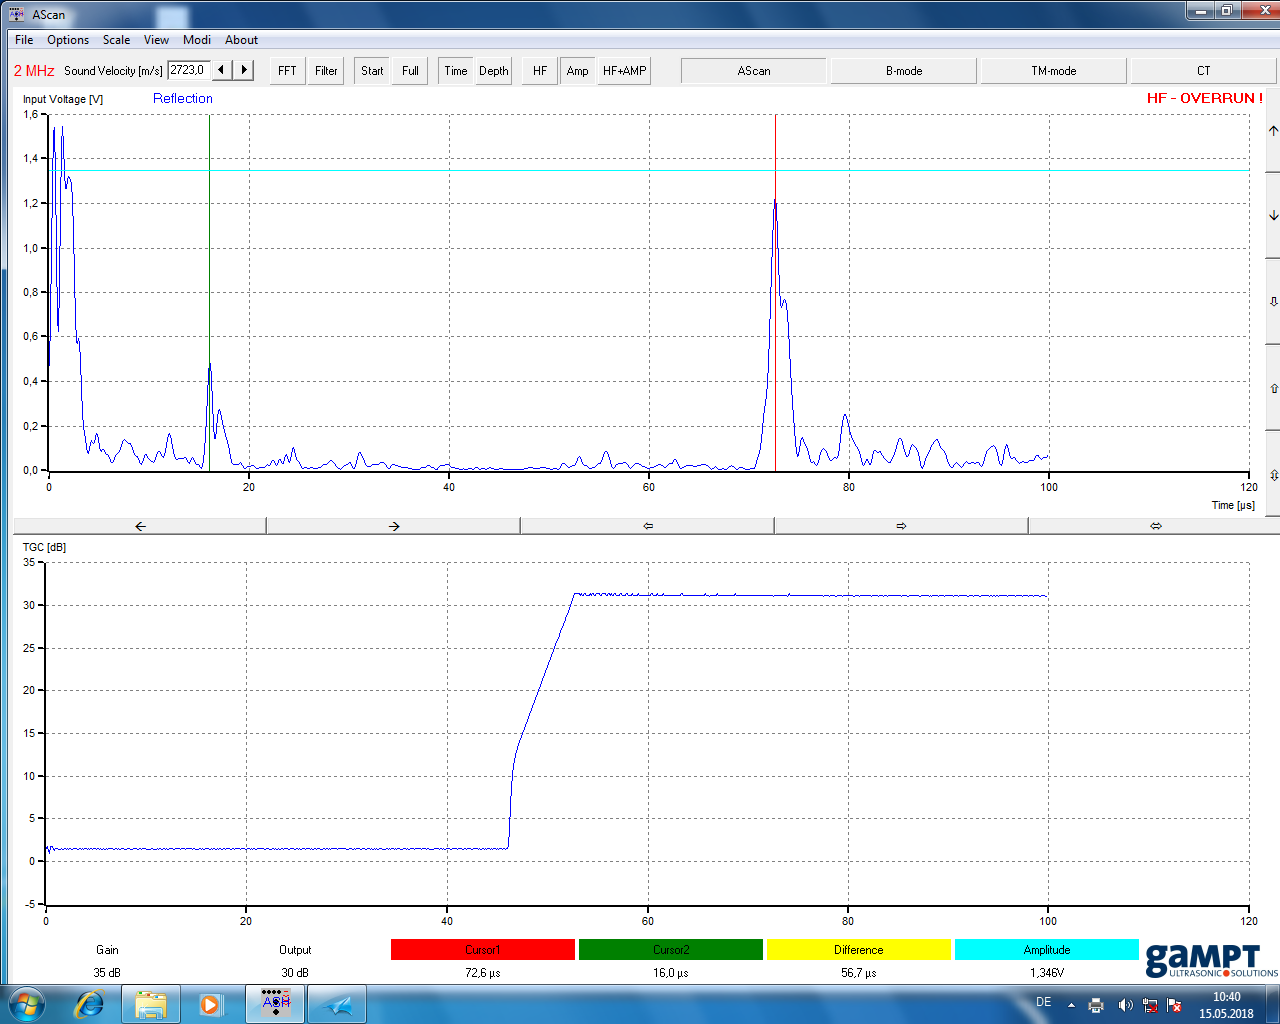 AScan
File Options Scale View Modi About
2 MHz Sound Velocity [m/s] 2723,0 FFT Filter Start Full Time Depth HF Amp HF+AMP AScan B-mode TM-mode CT
Input Voltage [V] Reflection HF - OVERRUN !
1,6
1,4
1,2
1,0
0,8
0,6
0,4
0,2
0,0
0 20 40 60 80 100 120
Time [µs]
TGC [dB]
35
30
25
20
15
10
5
0
-5
0 20 40 60 80 100 120
Gain Output Cursor1 Cursor2 Difference Amplitude
35 dB 30 dB 72,6 µs 16,0 µs 56,7 µs 1,346V
gAMPT
ULTRASONIC SOLUTIONS
DE 10:40
15.05.2018